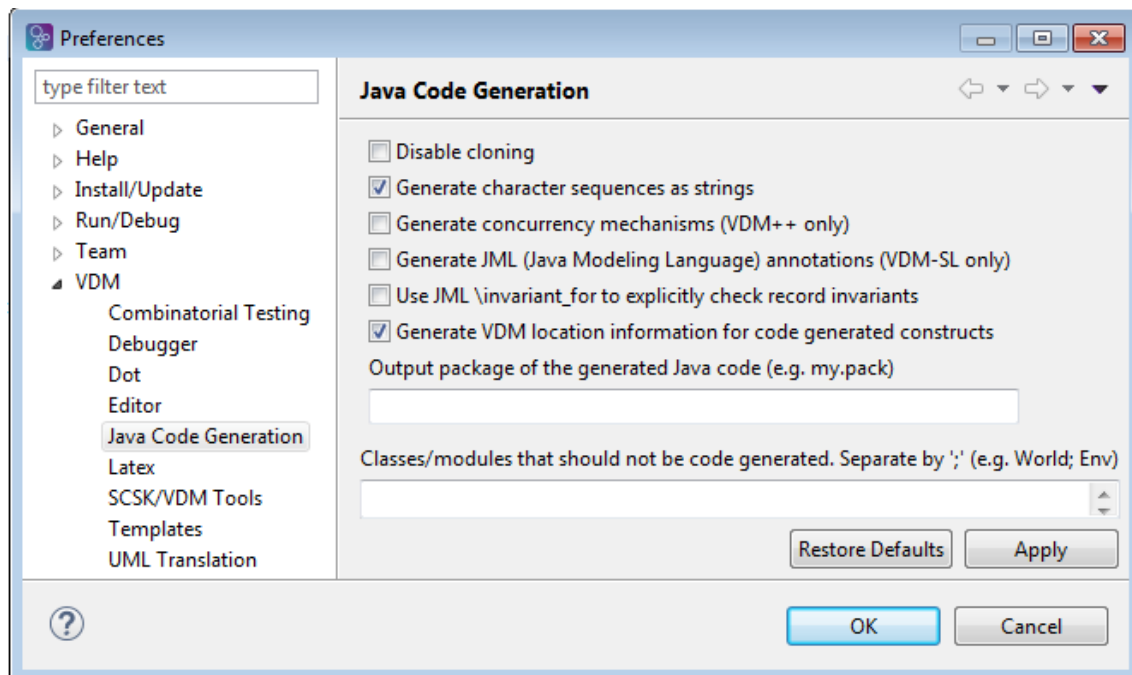 Preferences
type filter text
General
Help
Install/Update
Run/Debug
Team
VDM
Combinatorial Testing
Debugger
Dot
Editor
Java Code Generation
Latex
SCSK/VDM Tools
Templates
UML Translation
Java Code Generation
Disable cloning
Generate character sequences as strings
Generate concurrency mechanisms (VDM++ only)
Generate JML (Java Modeling Language) annotations (VDM-SL only)
Use JML \invariant_for to explicitly check record invariants
Generate VDM location information for code generated constructs
Output package of the generated Java code (e.g. my.pack)
Classes/modules that should not be code generated. Separate by ';' (e.g. World; Env)
Restore Defaults Apply
? OK Cancel